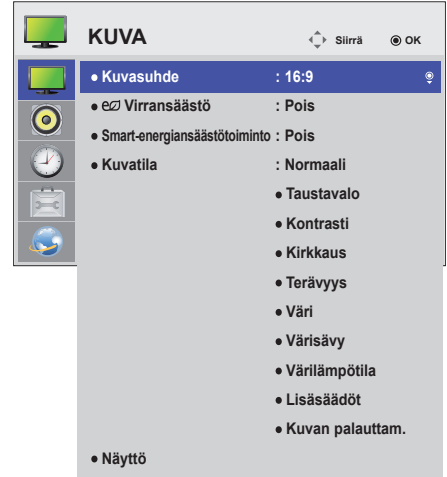 KUVA Siirrä OK
● Kuvasuhde : 16:9
● Virransäästö : Pois
● Smart-energiansäästötoiminto : Pois
● Kuvatila : Normaali
● Taustavalo
● Kontrasti
● Kirkkaus
● Terävyys
● Väri
● Värisävy
● Värilämpötila
● Lisäsäädöt
● Kuvan palauttam.
● Näyttö